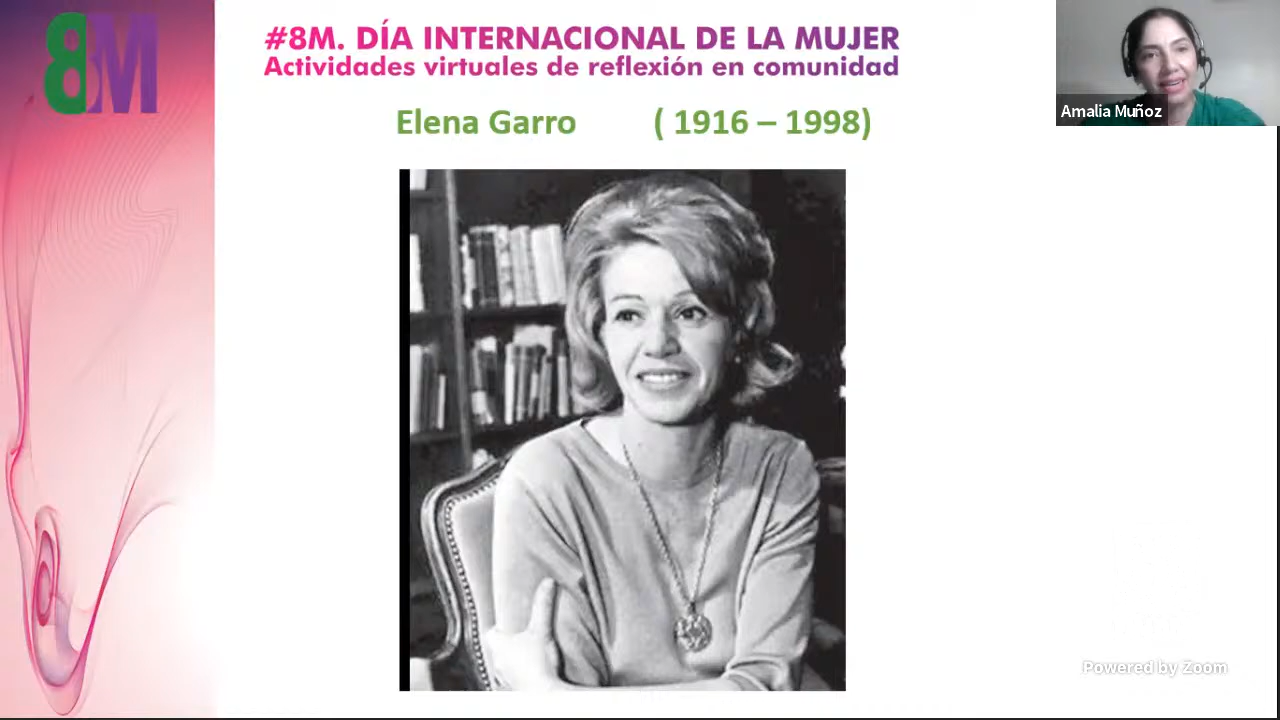 8M
#8M. DÍA INTERNACIONAL DE LA MUJER
Actividades virtuales de reflexión en comunidad
Elena Garro ( 1916 – 1998)
Amalia Muñoz
Powered by Zoom